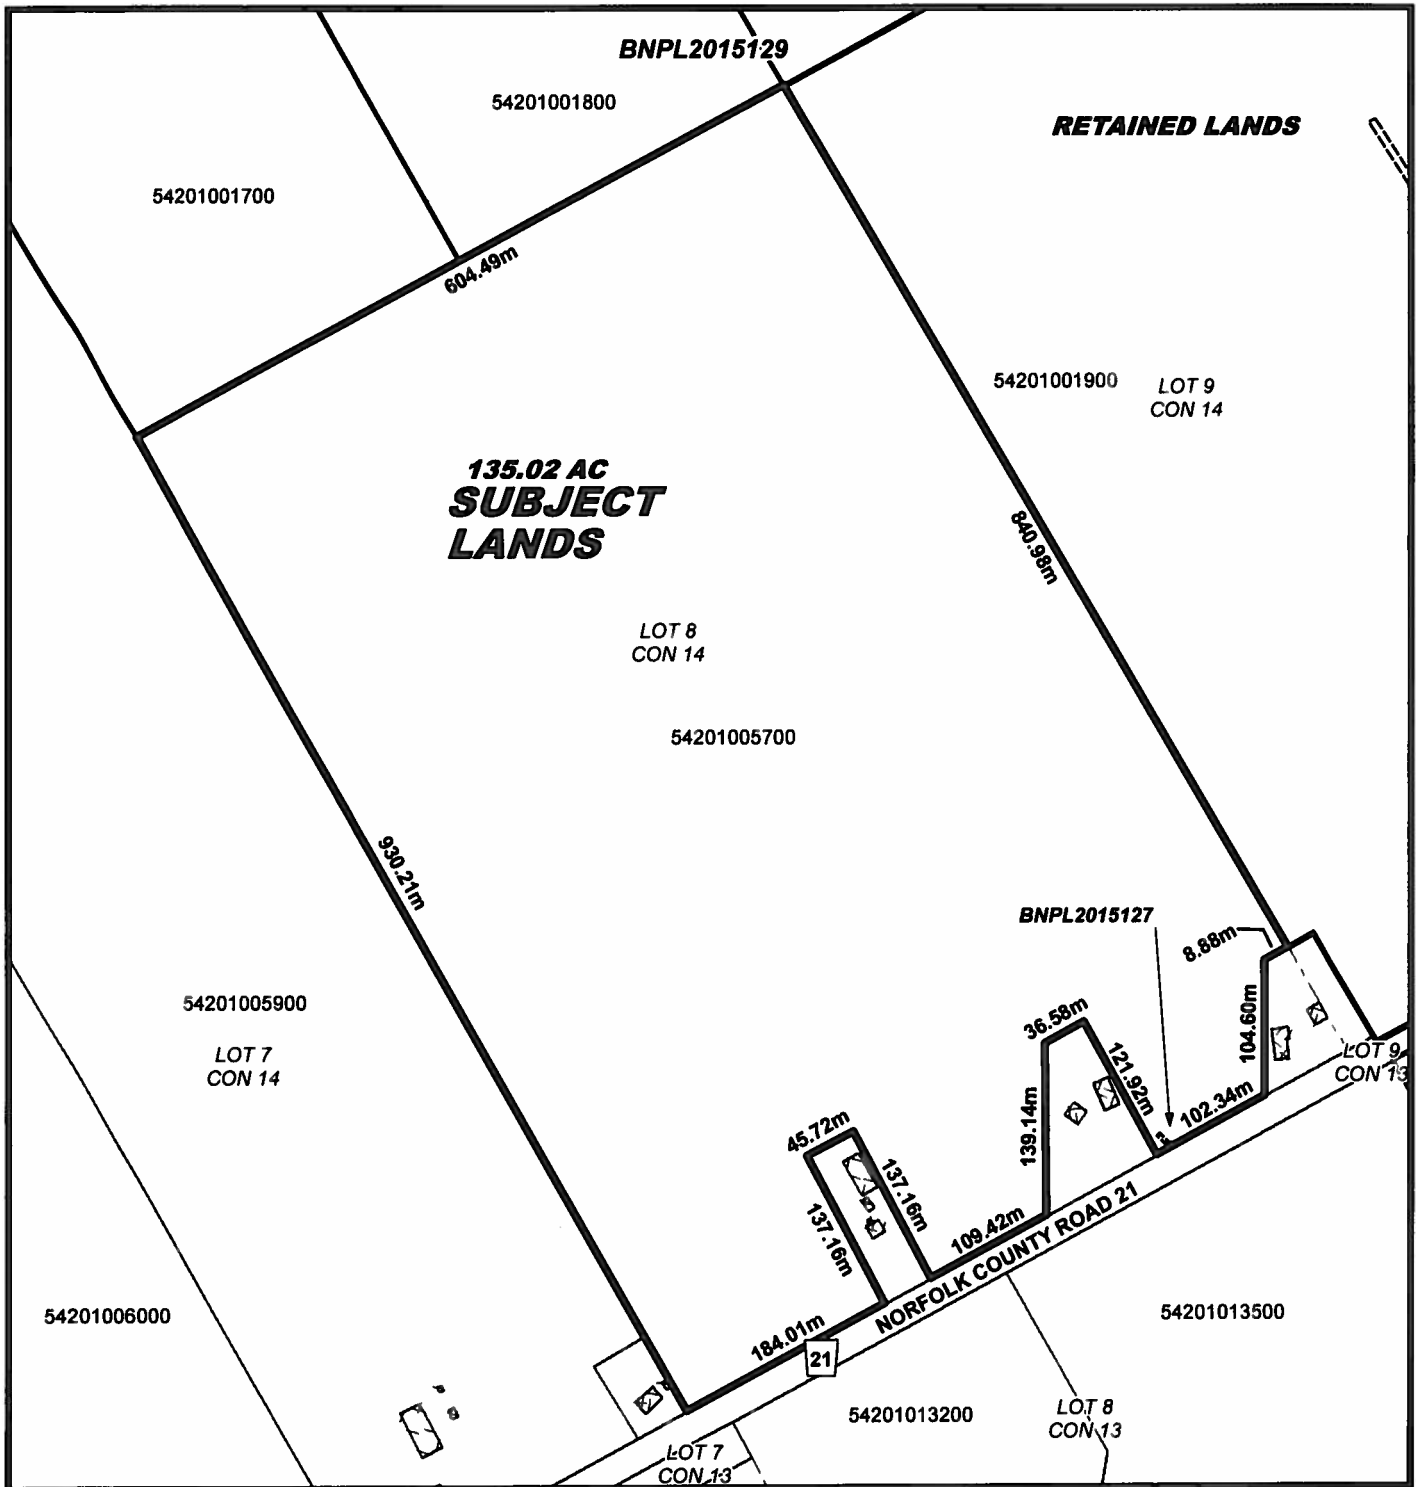 BNPL2015129
54201001800
RETAINED LANDS
54201001700
604.49m
54201001900
LOT 9
CON 14
135.02 AC
SUBJECT
LANDS
840.98m
LOT 8
CON 14
54201005700
930.21m
BNPL2015127
8.88m
54201005900
LOT 7
CON 14
36.58m
104.60m
121.92m
LOT 9
CON 13
139.14m
102.34m
45.72m
137.16m
137.16m
109.42m
NORFOLK COUNTY ROAD 21
54201006000
184.01m
21
54201013500
54201013200
LOT 8
CON 13
LOT 7
CON 13